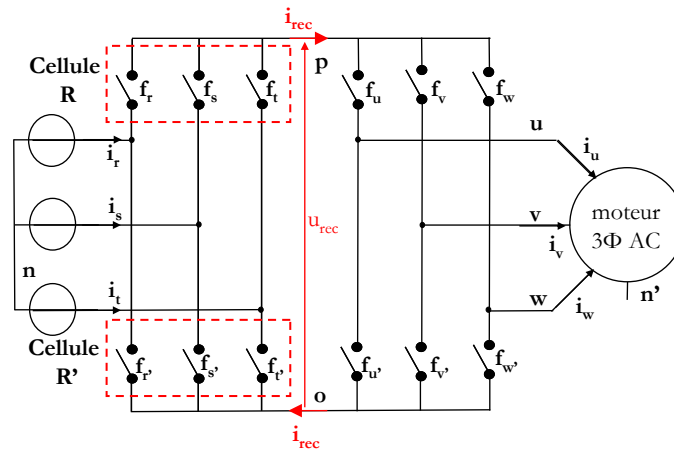 i_rec
Cellule
R
p
f_r
f_s
f_t
f_u
f_v
f_w
i_r
u
i_u
i_s
u_rec
v
i_v
moteur
3Φ AC
n
i_t
w
i_w
n'
Cellule
R'
f_r'
f_s'
f_t'
f_u'
f_v'
f_w'
o
i_rec